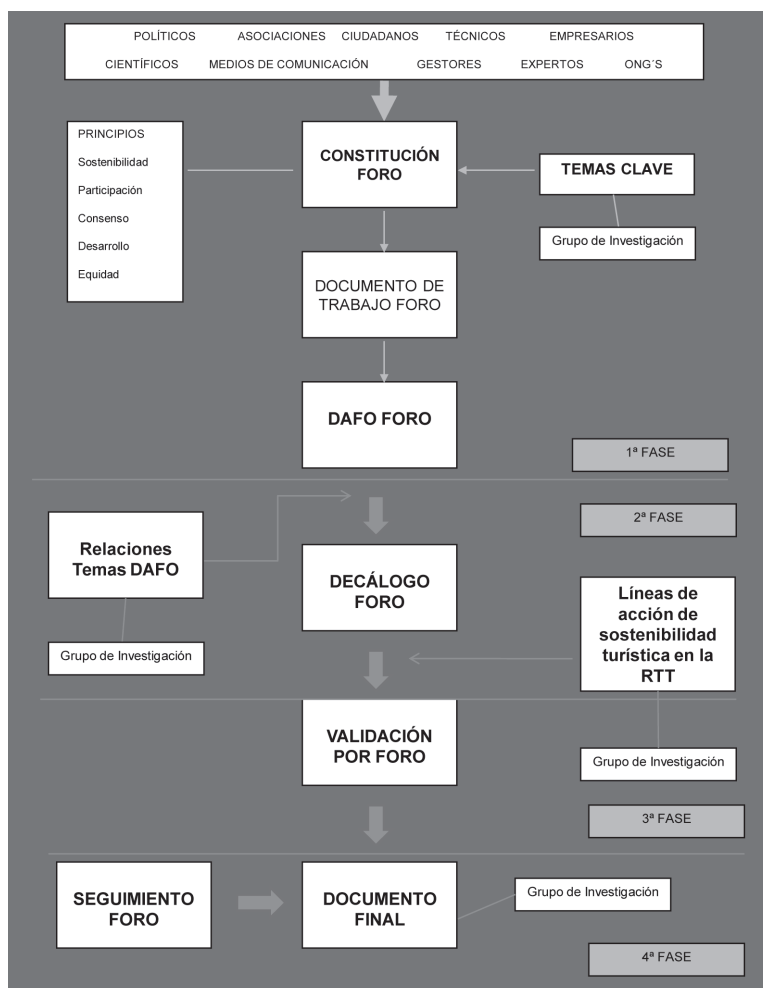 POLÍTICOS ASOCIACIONES CIUDADANOS TÉCNICOS EMPRESARIOS
CIENTÍFICOS MEDIOS DE COMUNICACIÓN GESTORES EXPERTOS ONG´S
PRINCIPIOS
Sostenibilidad
Participación
Consenso
Desarrollo
Equidad
CONSTITUCIÓN
FORO
TEMAS CLAVE
Grupo de Investigación
DOCUMENTO DE
TRABAJO FORO
DAFO FORO
1ª FASE
2ª FASE
Relaciones
Temas DAFO
Grupo de Investigación
DECÁLOGO
FORO
Líneas de
acción de
sostenibilidad
turística en la
RTT
Grupo de Investigación
VALIDACIÓN
POR FORO
3ª FASE
SEGUIMIENTO
FORO
DOCUMENTO
FINAL
Grupo de Investigación
4ª FASE